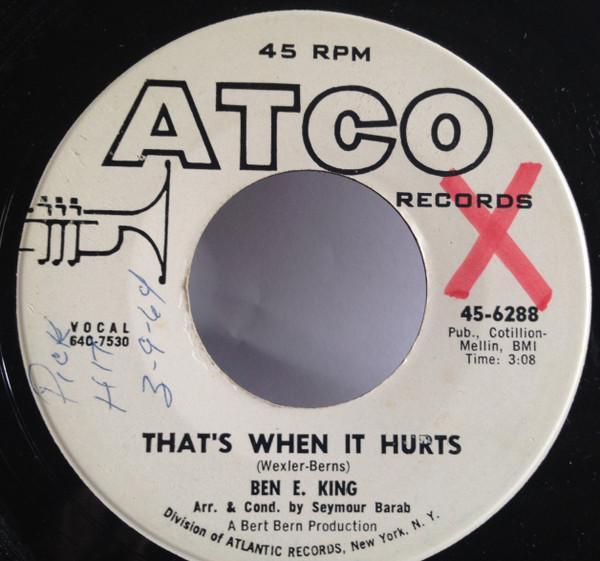 45 RPM
ATCO
RECORDS
X
45-6288
Pub., Cotillion-
Mellin, BMI
Time: 3:08
VOCAL
64C-7530
Pick
Hit
3-9-64
THAT'S WHEN IT HURTS
(Wexler-Berns)
BEN E. KING
Arr. & Cond. by Seymour Barab
A Bert Bern Production
Division of ATLANTIC RECORDS, New York, N. Y.